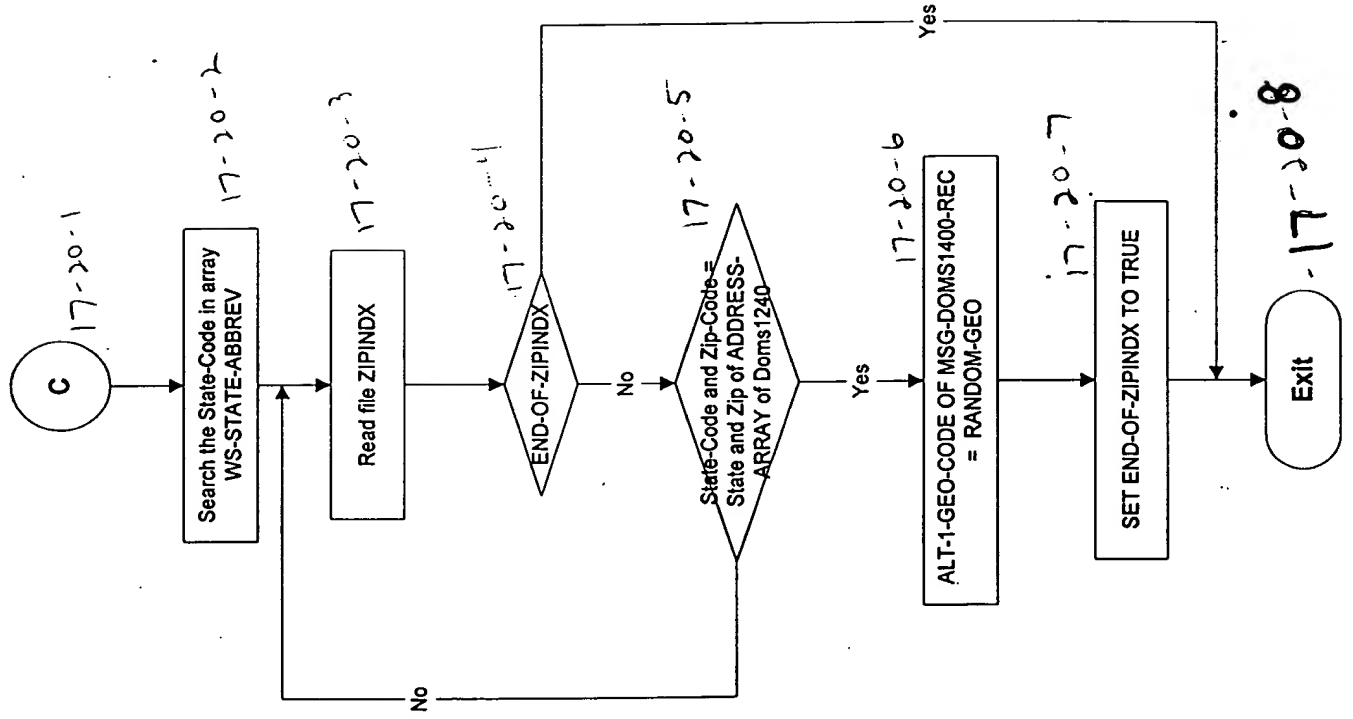 C
17-20-1
Search the State-Code in array
WS-STATE-ABBREV
17-20-2
Read file ZIPINDX
17-20-3
END-OF-ZIPINDX
17-20-4
Yes
No
State-Code and Zip-Code =
State and Zip of ADDRESS-
ARRAY of Doms1240
17-20-5
No
Yes
ALT-1-GEO-CODE OF MSG-DOMS1400-REC
= RANDOM-GEO
17-20-6
SET END-OF-ZIPINDX TO TRUE
17-20-7
Exit
17-20-8